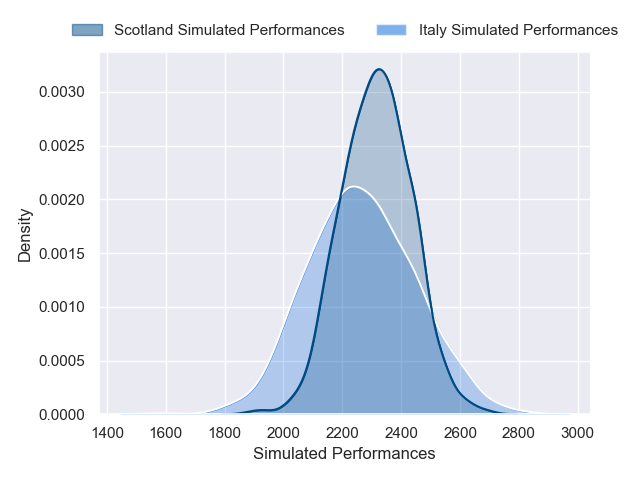 Scotland Simulated Performances
Italy Simulated Performances
0.0030
0.0025
0.0020
0.0015
0.0010
0.0005
0.0000
Density
1400 1600 1800 2000 2200 2400 2600 2800 3000
Simulated Performances